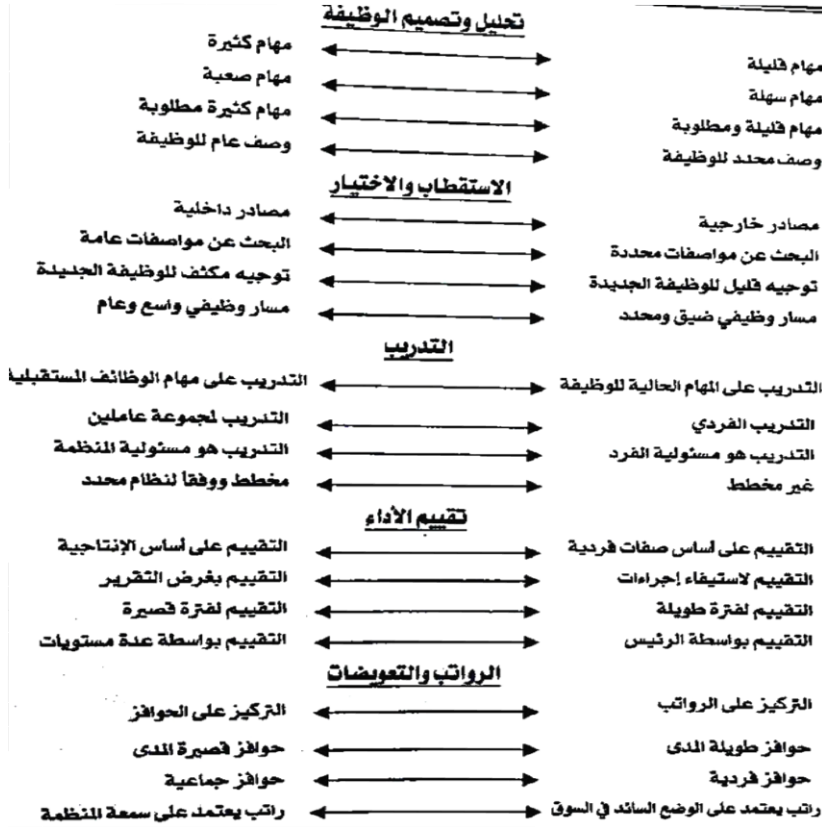 تحليل وتصميم الوظيفة
مهام قليلة ↔ مهام كثيرة
مهام سهلة ↔ مهام صعبة
مهام قليلة ومطلوبة ↔ مهام كثيرة مطلوبة
وصف محدد للوظيفة ↔ وصف عام للوظيفة
الاستقطاب والاختيار
مصادر خارجية ↔ مصادر داخلية
البحث عن مواصفات محددة ↔ البحث عن مواصفات عامة
توجيه قليل للوظيفة الجديدة ↔ توجيه مكثف للوظيفة الجديدة
مسار وظيفي ضيق ومحدد ↔ مسار وظيفي واسع وعام
التدريب
التدريب على المهام الحالية للوظيفة ↔ التدريب على مهام الوظائف المستقبلية
التدريب الفردي ↔ التدريب لمجموعة عاملين
التدريب هو مسئولية الفرد ↔ التدريب هو مسئولية المنظمة
غير مخطط ↔ مخطط ووفقاً لنظام محدد
تقييم الأداء
التقييم على أساس صفات فردية ↔ التقييم على أساس الإنتاجية
التقييم لاستيفاء إجراءات ↔ التقييم بغرض التقرير
التقييم لفترة طويلة ↔ التقييم لفترة قصيرة
التقييم بواسطة الرئيس ↔ التقييم بواسطة عدة مستويات
الرواتب والتعويضات
التركيز على الرواتب ↔ التركيز على الحوافز
حوافز طويلة المدى ↔ حوافز قصيرة المدى
حوافز فردية ↔ حوافز جماعية
راتب يعتمد على الوضع السائد في السوق ↔ راتب يعتمد على سمعة المنظمة